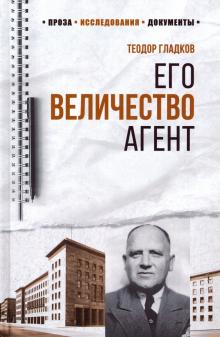 • ПРОЗА • ИССЛЕДОВАНИЯ • ДОКУМЕНТЫ •
ТЕОДОР ГЛАДКОВ
ЕГО
ВЕЛИЧЕСТВО
АГЕНТ